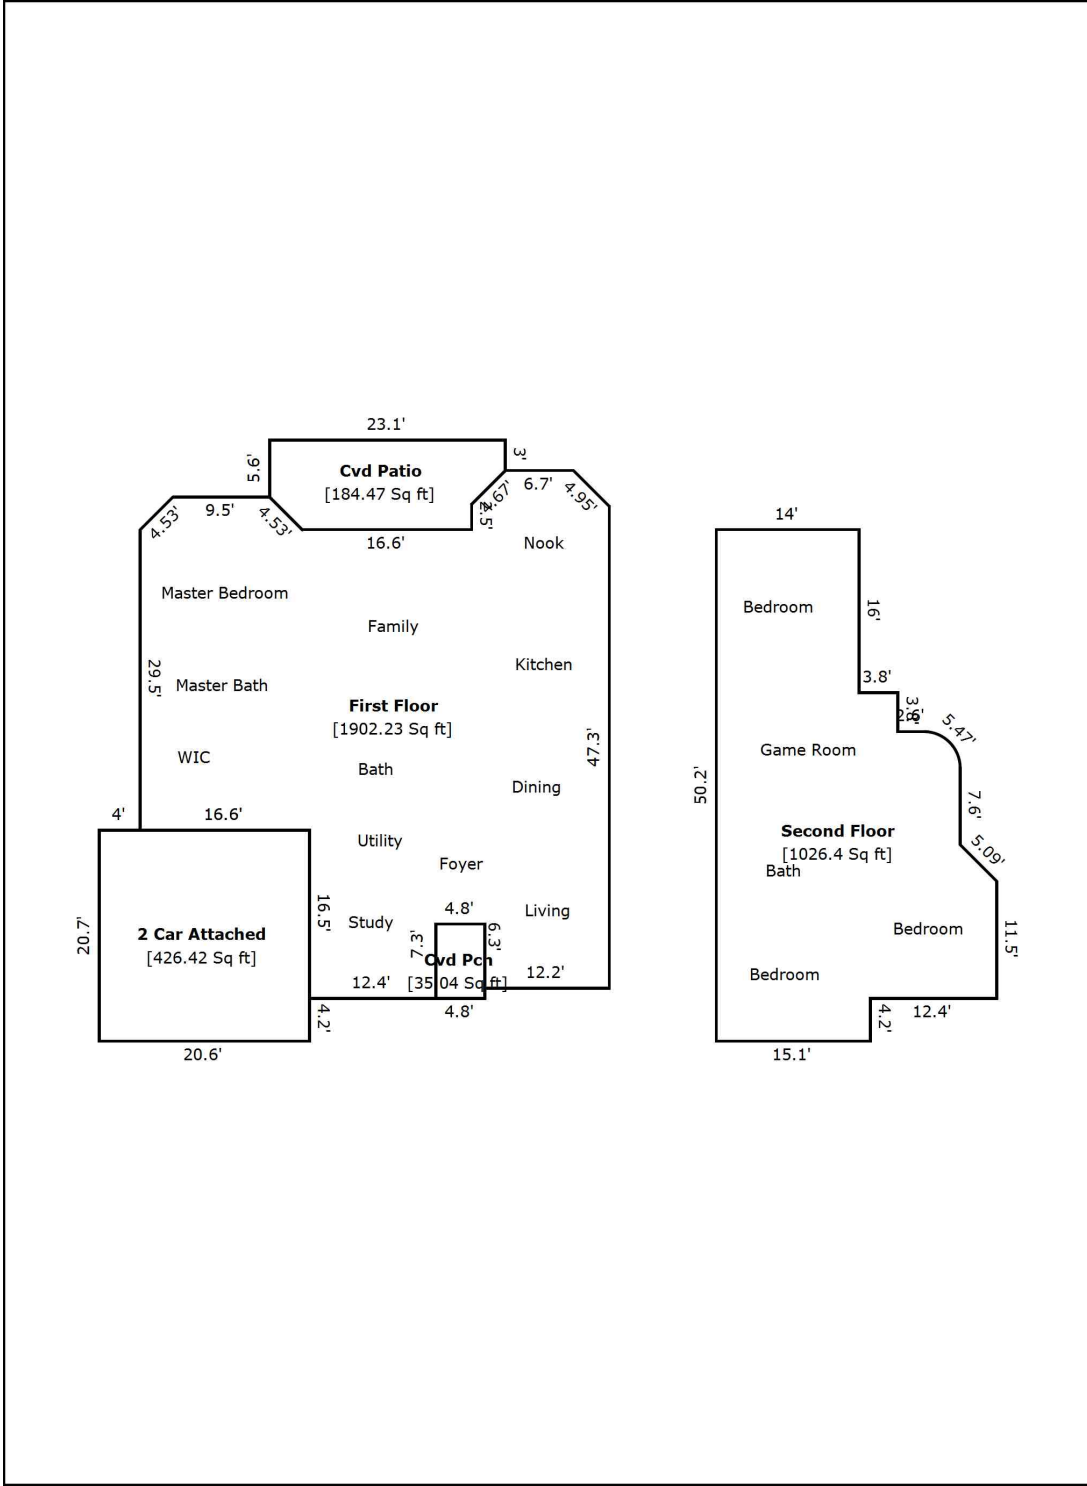 23.1'
5.6'
Cvd Patio
[184.47 Sq ft]
3'
4.67'
2.5'
6.7'
4.95'
4.53'
9.5'
4.53'
16.6'
Nook
Master Bedroom
Family
29.5'
Master Bath
Kitchen
First Floor
[1902.23 Sq ft]
47.3'
WIC
Bath
Dining
4'
16.6'
Utility
Foyer
20.7'
2 Car Attached
[426.42 Sq ft]
16.5'
Study
4.8'
7.3'
6.3'
Living
Cvd Pch
[35.04 Sq ft]
12.4'
12.2'
4.2'
4.8'
20.6'
14'
Bedroom
16'
3.8'
3.8'
2.6'
5.47'
Game Room
50.2'
7.6'
Second Floor
[1026.4 Sq ft]
5.09'
Bath
Bedroom
11.5'
Bedroom
4.2'
12.4'
15.1'